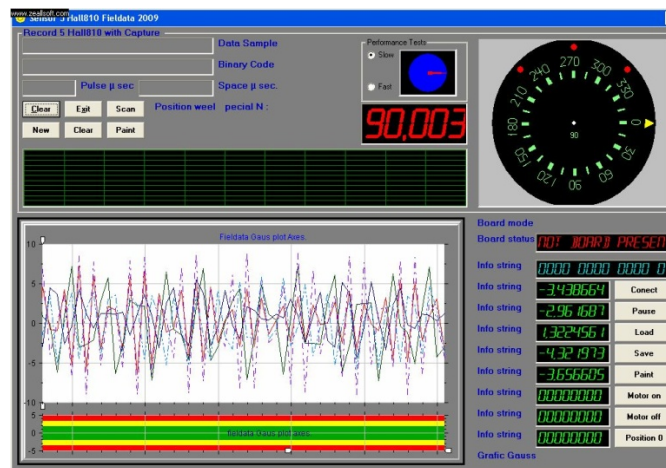 www.zeallsoft.com
Sensor 5 Hall810 Fieldata 2009
Record 5 Hall810 with Capture
Data Sample
Binary Code
Pulse µ sec
Space µ sec.
Clear
Exit
Scan
Position weel
pecial N :
New
Clear
Paint
Performance Tests
Slow
Fast
90,003
210
240
270
300
330
0
30
60
90
120
150
180
90
Fieldata Gaus plot Axes.
10
5
0
-5
-10
5
0
-5
fieldata Gaus plot axes.
Board mode
Board status
NO! BOARD PRESEN
Info string
0000 0000 0000 0
Info string
-3.438664
Conect
Info string
-2.961687
Pause
Info string
1.3224561
Load
Info string
-4.321973
Save
Info string
-3.656605
Paint
Info string
00000000
Motor on
Info string
00000000
Motor off
Info string
00000000
Position 0
Grafic Gauss